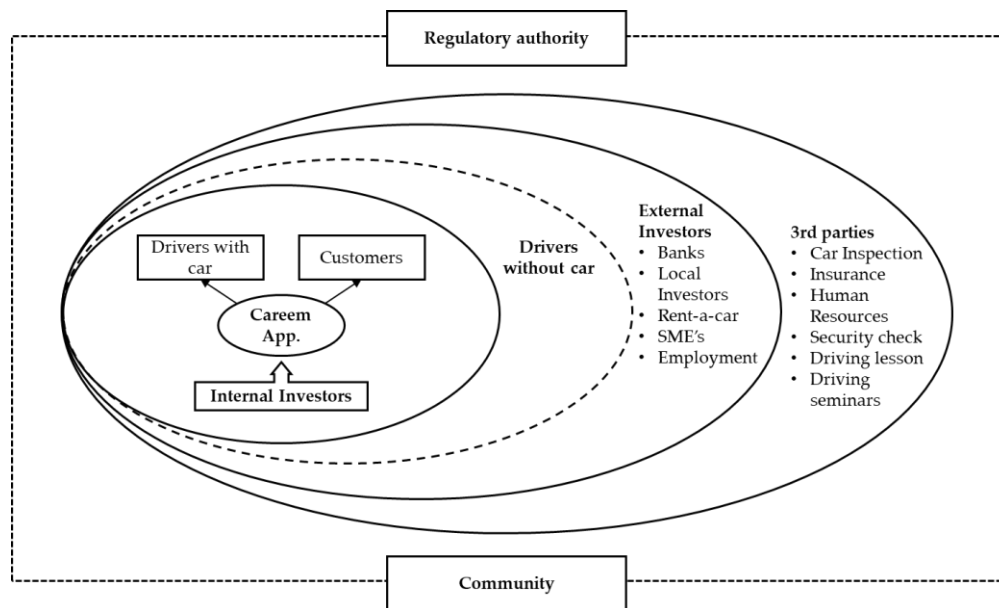 Regulatory authority
Drivers with
car
Customers
Careem
App.
Internal Investors
Drivers
without car
External
Investors
• Banks
• Local
Investors
• Rent-a-car
• SME's
• Employment
3rd parties
• Car Inspection
• Insurance
• Human
Resources
• Security check
• Driving lesson
• Driving
seminars
Community